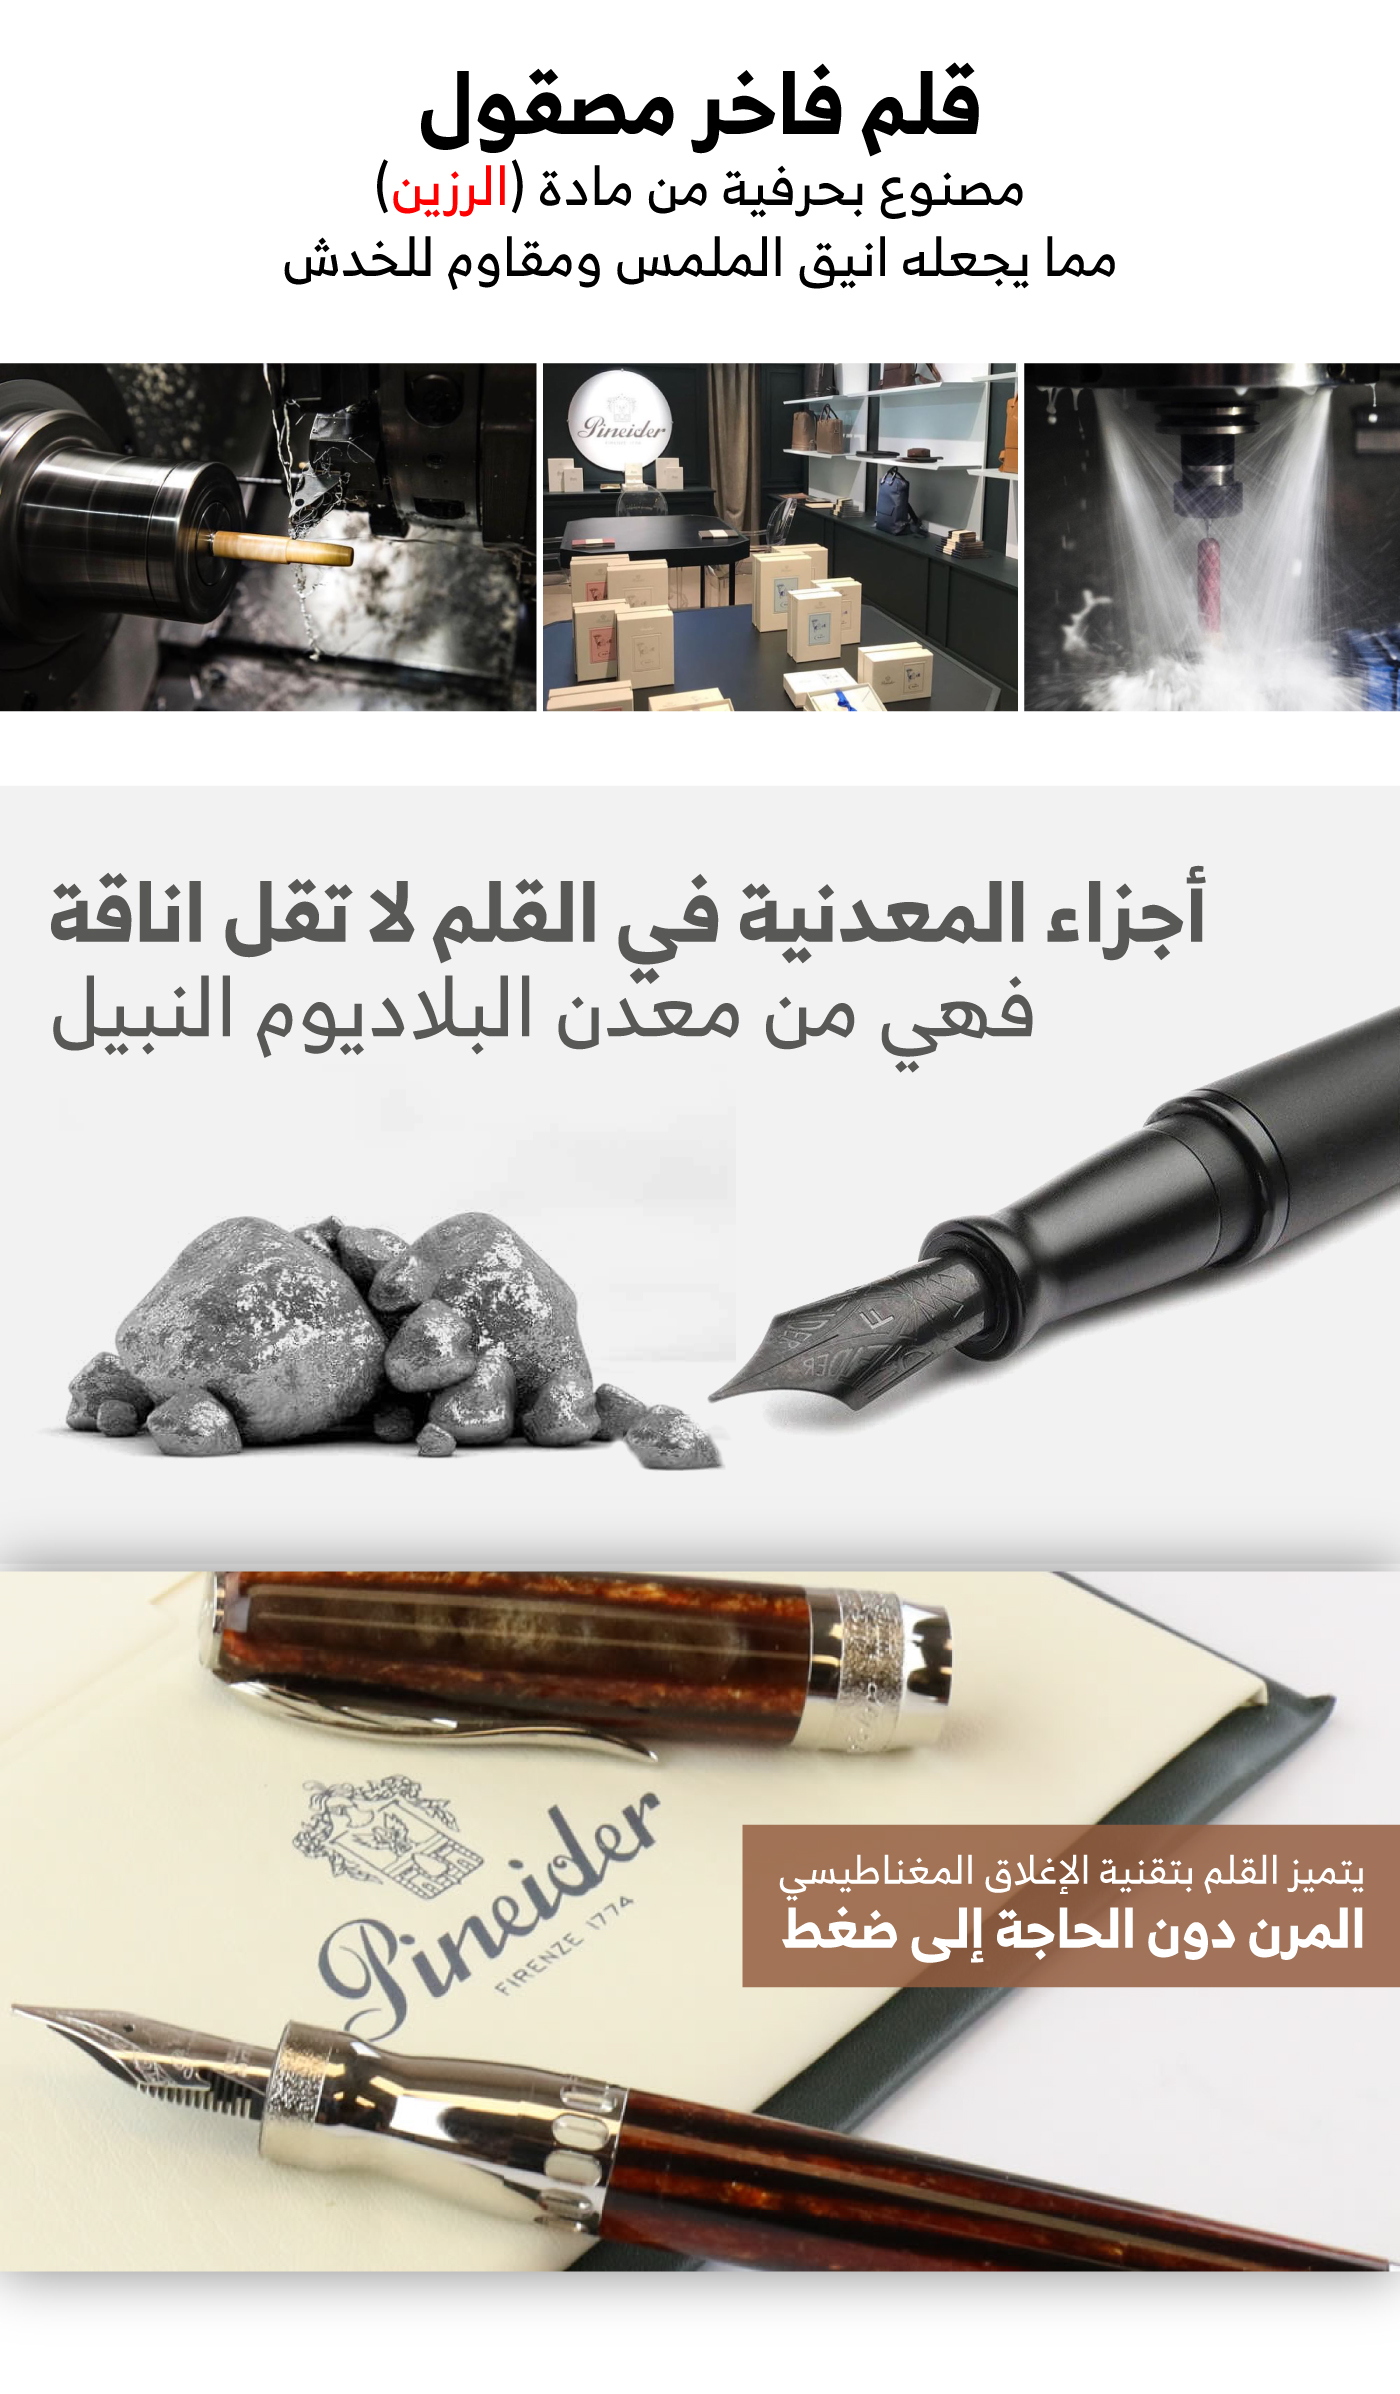 قلم فاخر مصقول
مصنوع بحرفية من مادة (الرزين)
مما يجعله انيق الملمس ومقاوم للخدش
Pineider
أجزاء المعدنية في القلم لا تقل اناقة
فهي من معدن البلاديوم النبيل
F
Pineider
FIRENZE 1774
يتميز القلم بتقنية الإغلاق المغناطيسي
المرن دون الحاجة إلى ضغط